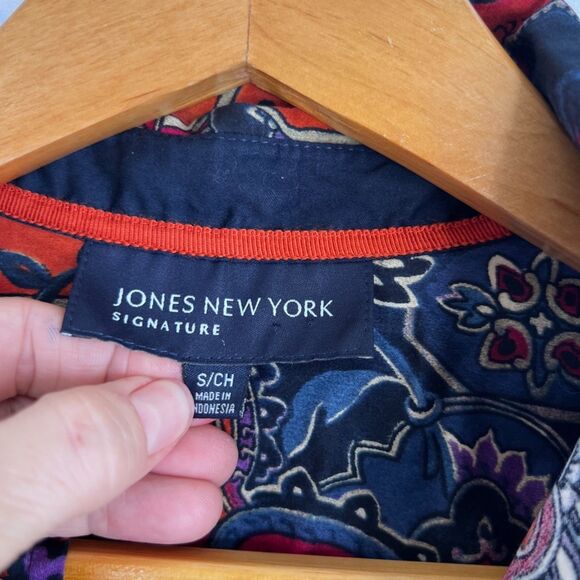 JONES NEW YORK
SIGNATURE
S/CH
MADE IN
INDONESIA